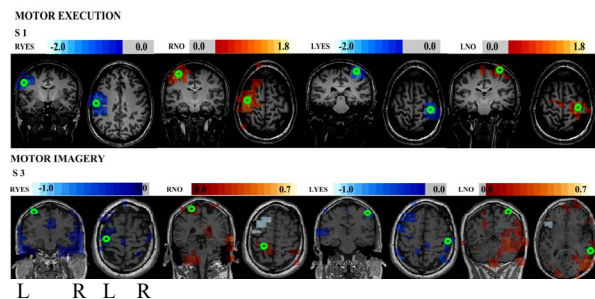 MOTOR EXECUTION
S 1
RYES -2.0 0.0 RNO 0.0 1.8 LYES -2.0 0.0 LNO 0.0 1.8
MOTOR IMAGERY
S 3
RYES -1.0 0.0 RNO 0.0 0.7 LYES -1.0 0.0 LNO 0.0 0.7
L R L R